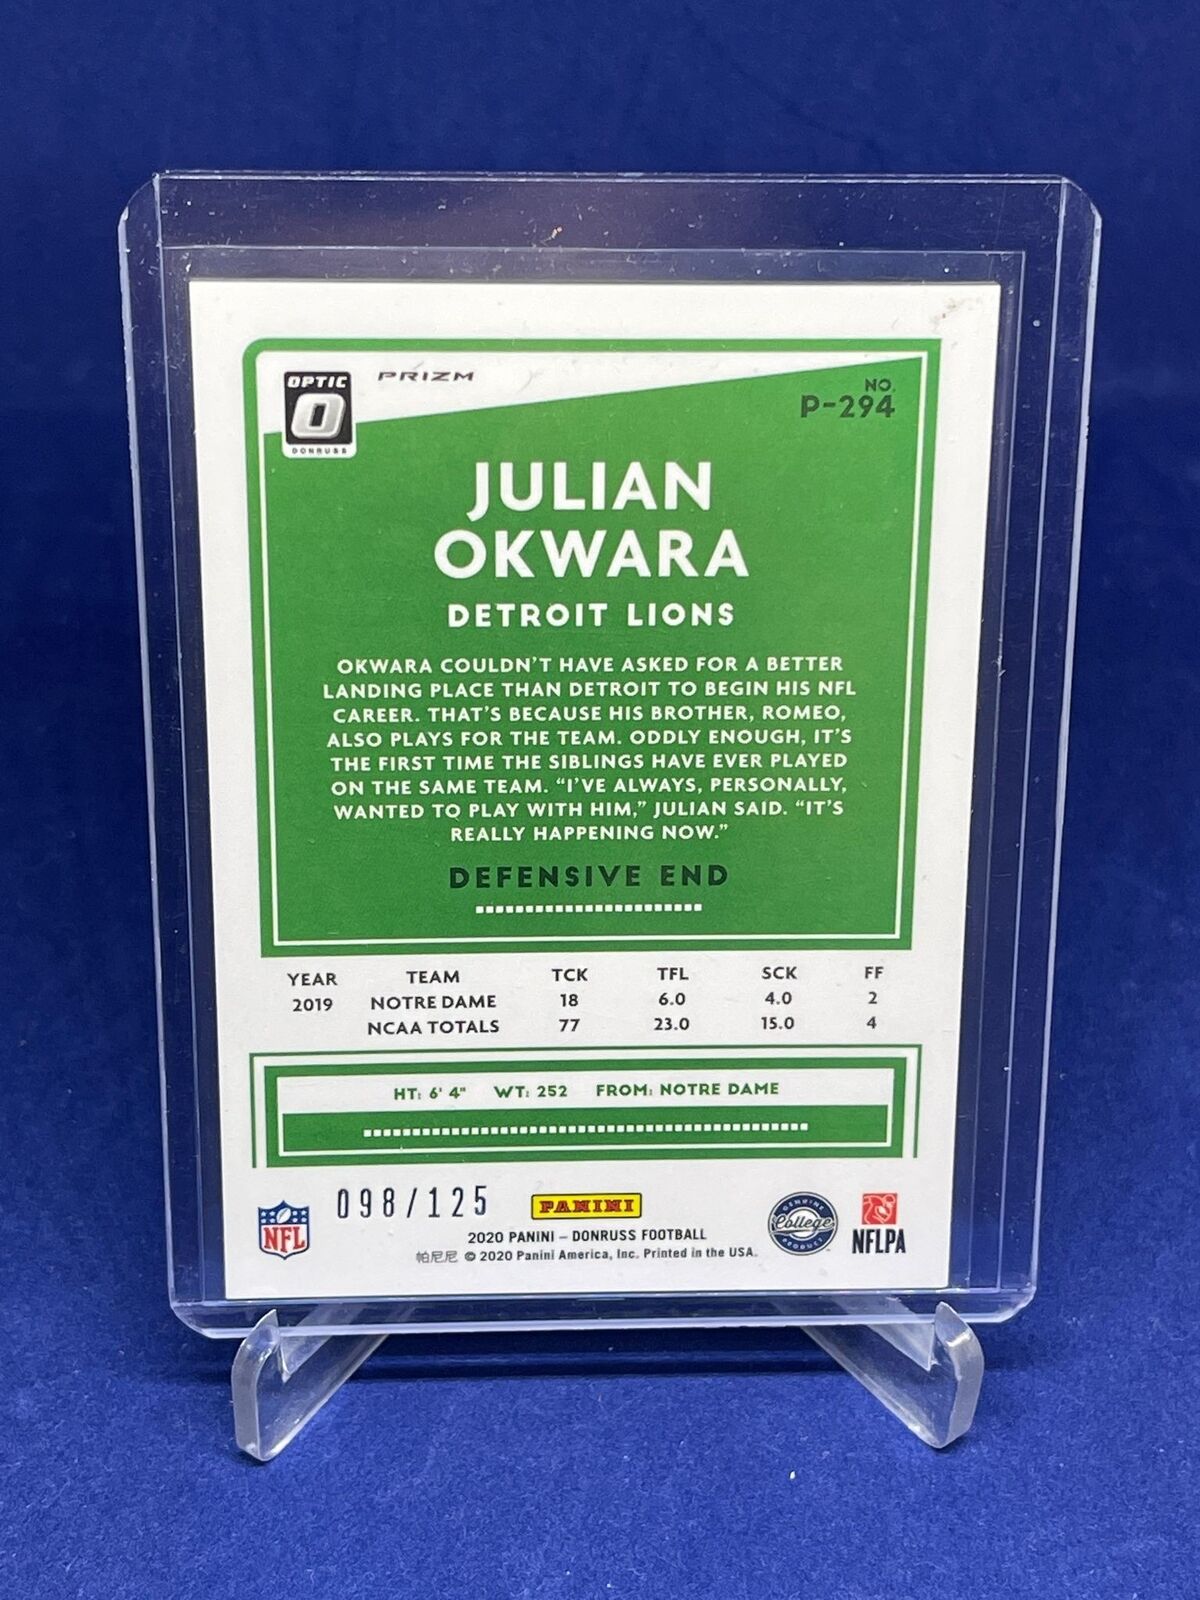 OPTIC
O
DONRUSS
PRIZM
NO.
P-294
JULIAN
OKWARA
DETROIT LIONS
OKWARA COULDN'T HAVE ASKED FOR A BETTER
LANDING PLACE THAN DETROIT TO BEGIN HIS NFL
CAREER. THAT'S BECAUSE HIS BROTHER, ROMEO,
ALSO PLAYS FOR THE TEAM. ODDLY ENOUGH, IT'S
THE FIRST TIME THE SIBLINGS HAVE EVER PLAYED
ON THE SAME TEAM. “I'VE ALWAYS, PERSONALLY,
WANTED TO PLAY WITH HIM,” JULIAN SAID. “IT'S
REALLY HAPPENING NOW.”
DEFENSIVE END
YEAR TEAM TCK TFL SCK FF
2019 NOTRE DAME 18 6.0 4.0 2
NCAA TOTALS 77 23.0 15.0 4
HT: 6' 4" WT: 252 FROM: NOTRE DAME
NFL
098/125
PANINI
GENUINE
College
PRODUCT
NFLPA
2020 PANINI – DONRUSS FOOTBALL
帕尼尼 © 2020 Panini America, Inc. Printed in the USA.